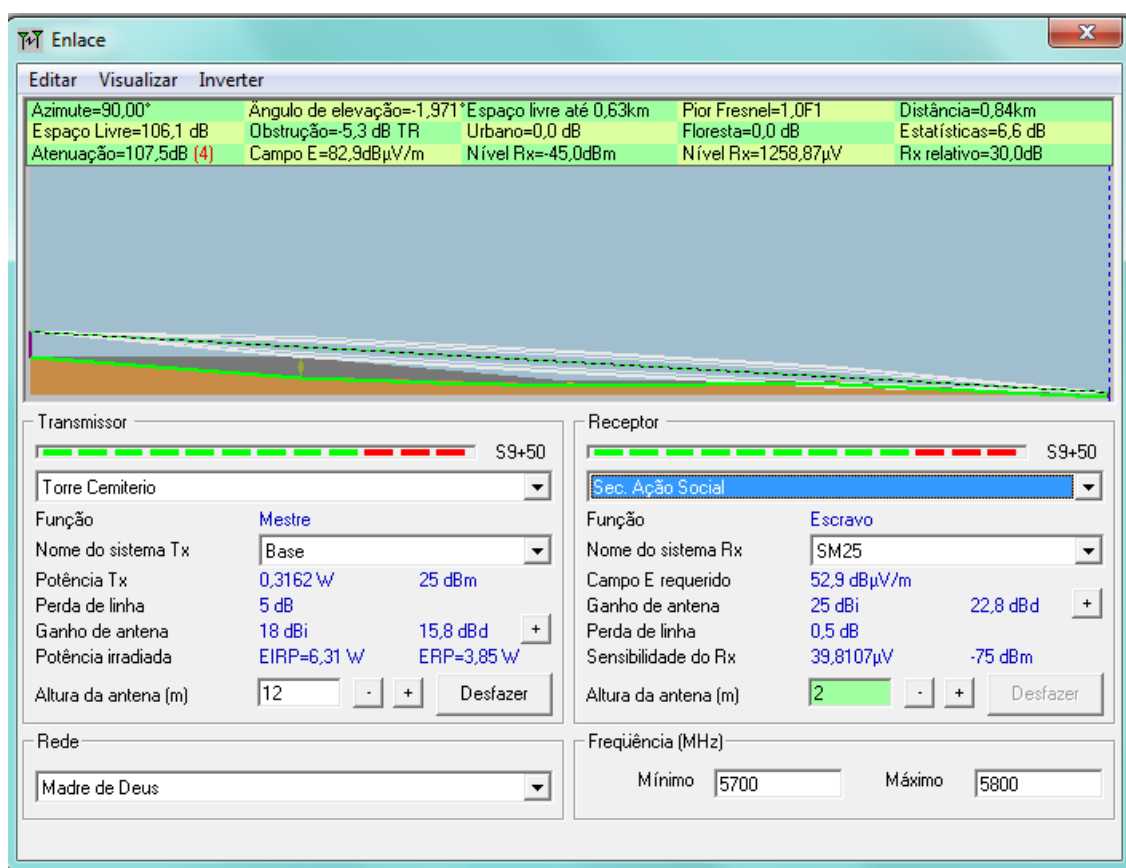 Enlace
Editar Visualizar Inverter
Azimute=90,00° Ângulo de elevação=-1,971° Espaço livre até 0,63km Pior Fresnel=1,0F1 Distância=0,84km
Espaço Livre=106,1 dB Obstrução=-5,3 dB TR Urbano=0,0 dB Floresta=0,0 dB Estatísticas=6,6 dB
Atenuação=107,5dB (4) Campo E=82,9dBµV/m Nível Rx=-45,0dBm Nível Rx=1258,87µV Rx relativo=30,0dB
Transmissor
S9+50
Torre Cemiterio
Função Mestre
Nome do sistema Tx Base
Potência Tx 0,3162 W 25 dBm
Perda de linha 5 dB
Ganho de antena 18 dBi 15,8 dBd +
Potência irradiada EIRP=6,31 W ERP=3,85 W
Altura da antena (m) 12 - + Desfazer
Receptor
S9+50
Sec. Ação Social
Função Escravo
Nome do sistema Rx SM25
Campo E requerido 52,9 dBµV/m
Ganho de antena 25 dBi 22,8 dBd +
Perda de linha 0,5 dB
Sensibilidade do Rx 39,8107µV -75 dBm
Altura da antena (m) 2 - + Desfazer
Rede
Madre de Deus
Freqüência (MHz)
Mínimo 5700 Máximo 5800